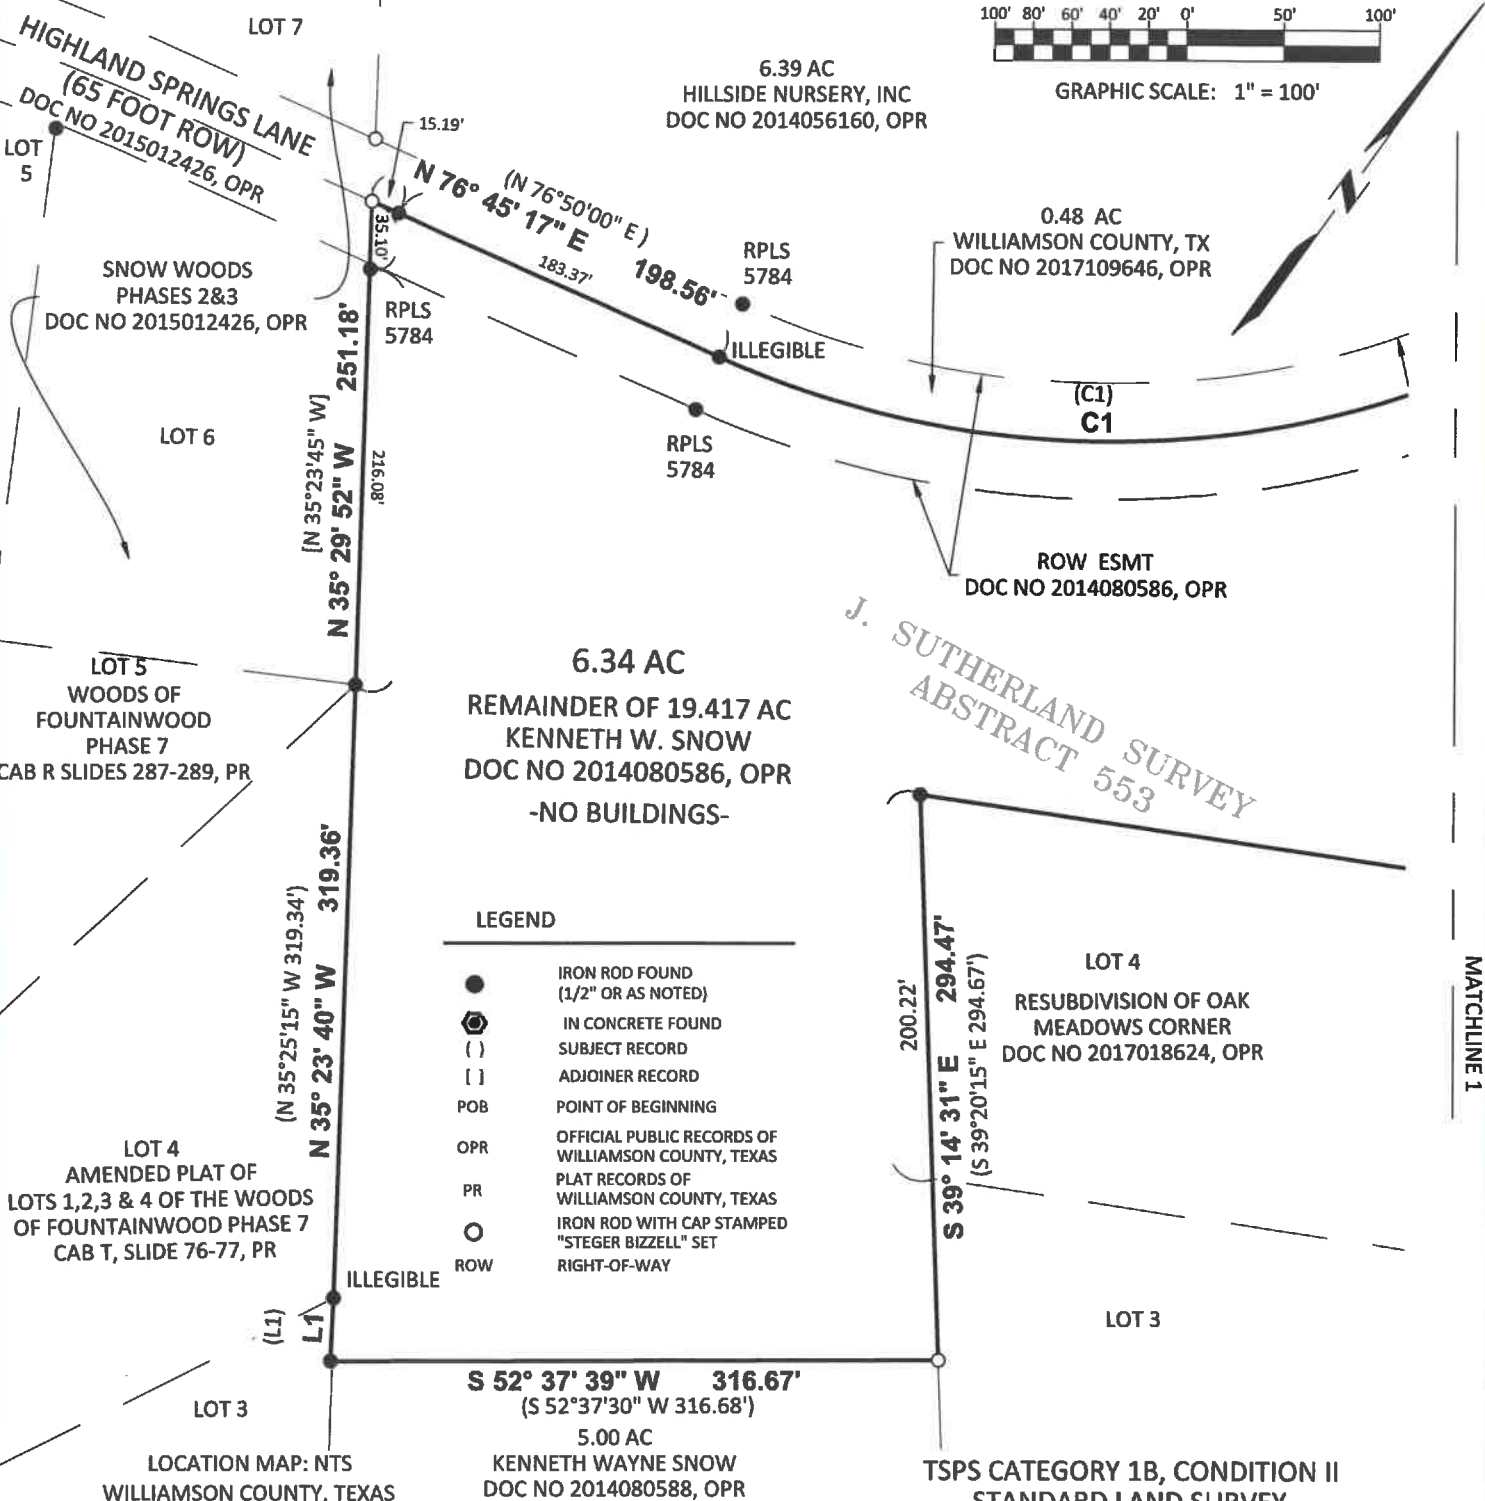 LOT 7
HIGHLAND SPRINGS LANE
(65 FOOT ROW)
DOC NO 2015012426, OPR
LOT
5
15.19'
6.39 AC
HILLSIDE NURSERY, INC
DOC NO 2014056160, OPR
100' 80' 60' 40' 20' 0' 50' 100'
GRAPHIC SCALE: 1" = 100'
N
(N 76°50'00" E )
N 76° 45' 17" E 198.56'
183.37'
35.10'
RPLS
5784
RPLS
5784
ILLEGIBLE
RPLS
5784
0.48 AC
WILLIAMSON COUNTY, TX
DOC NO 2017109646, OPR
(C1)
C1
SNOW WOODS
PHASES 2&3
DOC NO 2015012426, OPR
LOT 6
[N 35°23'45" W]
N 35° 29' 52" W 251.18'
216.08'
ROW ESMT
DOC NO 2014080586, OPR
J. SUTHERLAND SURVEY
ABSTRACT 553
LOT 5
WOODS OF
FOUNTAINWOOD
PHASE 7
CAB R SLIDES 287-289, PR
6.34 AC
REMAINDER OF 19.417 AC
KENNETH W. SNOW
DOC NO 2014080586, OPR
-NO BUILDINGS-
(N 35°25'15" W 319.34')
N 35° 23' 40" W 319.36'
LEGEND
IRON ROD FOUND
(1/2" OR AS NOTED)
IN CONCRETE FOUND
( ) SUBJECT RECORD
[ ] ADJOINER RECORD
POB POINT OF BEGINNING
OPR OFFICIAL PUBLIC RECORDS OF
WILLIAMSON COUNTY, TEXAS
PR PLAT RECORDS OF
WILLIAMSON COUNTY, TEXAS
IRON ROD WITH CAP STAMPED
"STEGER BIZZELL" SET
ROW RIGHT-OF-WAY
200.22'
S 39° 14' 31" E 294.47'
(S 39°20'15" E 294.67')
LOT 4
RESUBDIVISION OF OAK
MEADOWS CORNER
DOC NO 2017018624, OPR
MATCHLINE 1
LOT 4
AMENDED PLAT OF
LOTS 1,2,3 & 4 OF THE WOODS
OF FOUNTAINWOOD PHASE 7
CAB T, SLIDE 76-77, PR
ILLEGIBLE
(L1)
L1
LOT 3
S 52° 37' 39" W 316.67'
(S 52°37'30" W 316.68')
LOT 3
5.00 AC
KENNETH WAYNE SNOW
DOC NO 2014080588, OPR
LOCATION MAP: NTS
WILLIAMSON COUNTY, TEXAS
TSPS CATEGORY 1B, CONDITION II
STANDARD LAND SURVEY